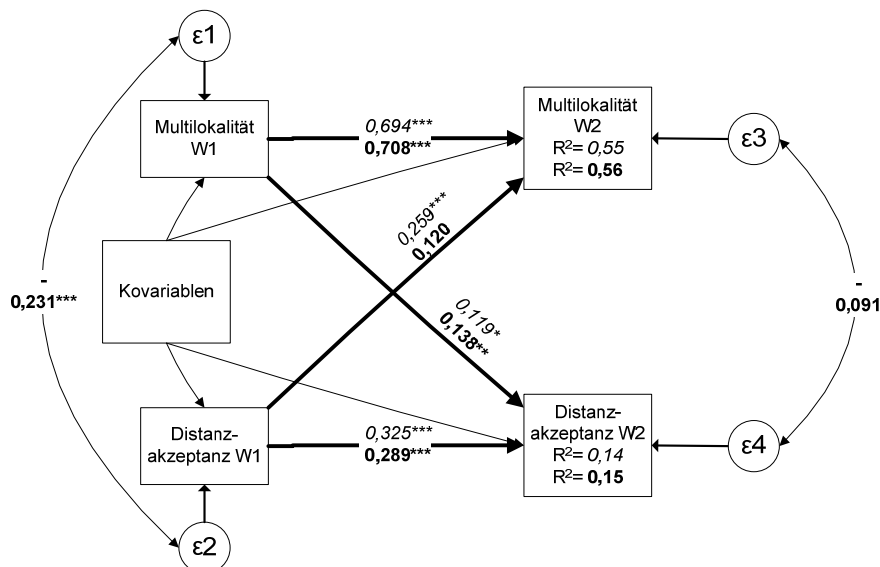 ε1
Multilokalität
W1
0,694***
0,708***
Multilokalität
W2
R²= 0,55
R²= 0,56
ε3
0,259***
0,120
Kovariablen
-
0,231***
-
0,091
0,119*
0,138**
Distanz-
akzeptanz W1
0,325***
0,289***
Distanz-
akzeptanz W2
R²= 0,14
R²= 0,15
ε4
ε2